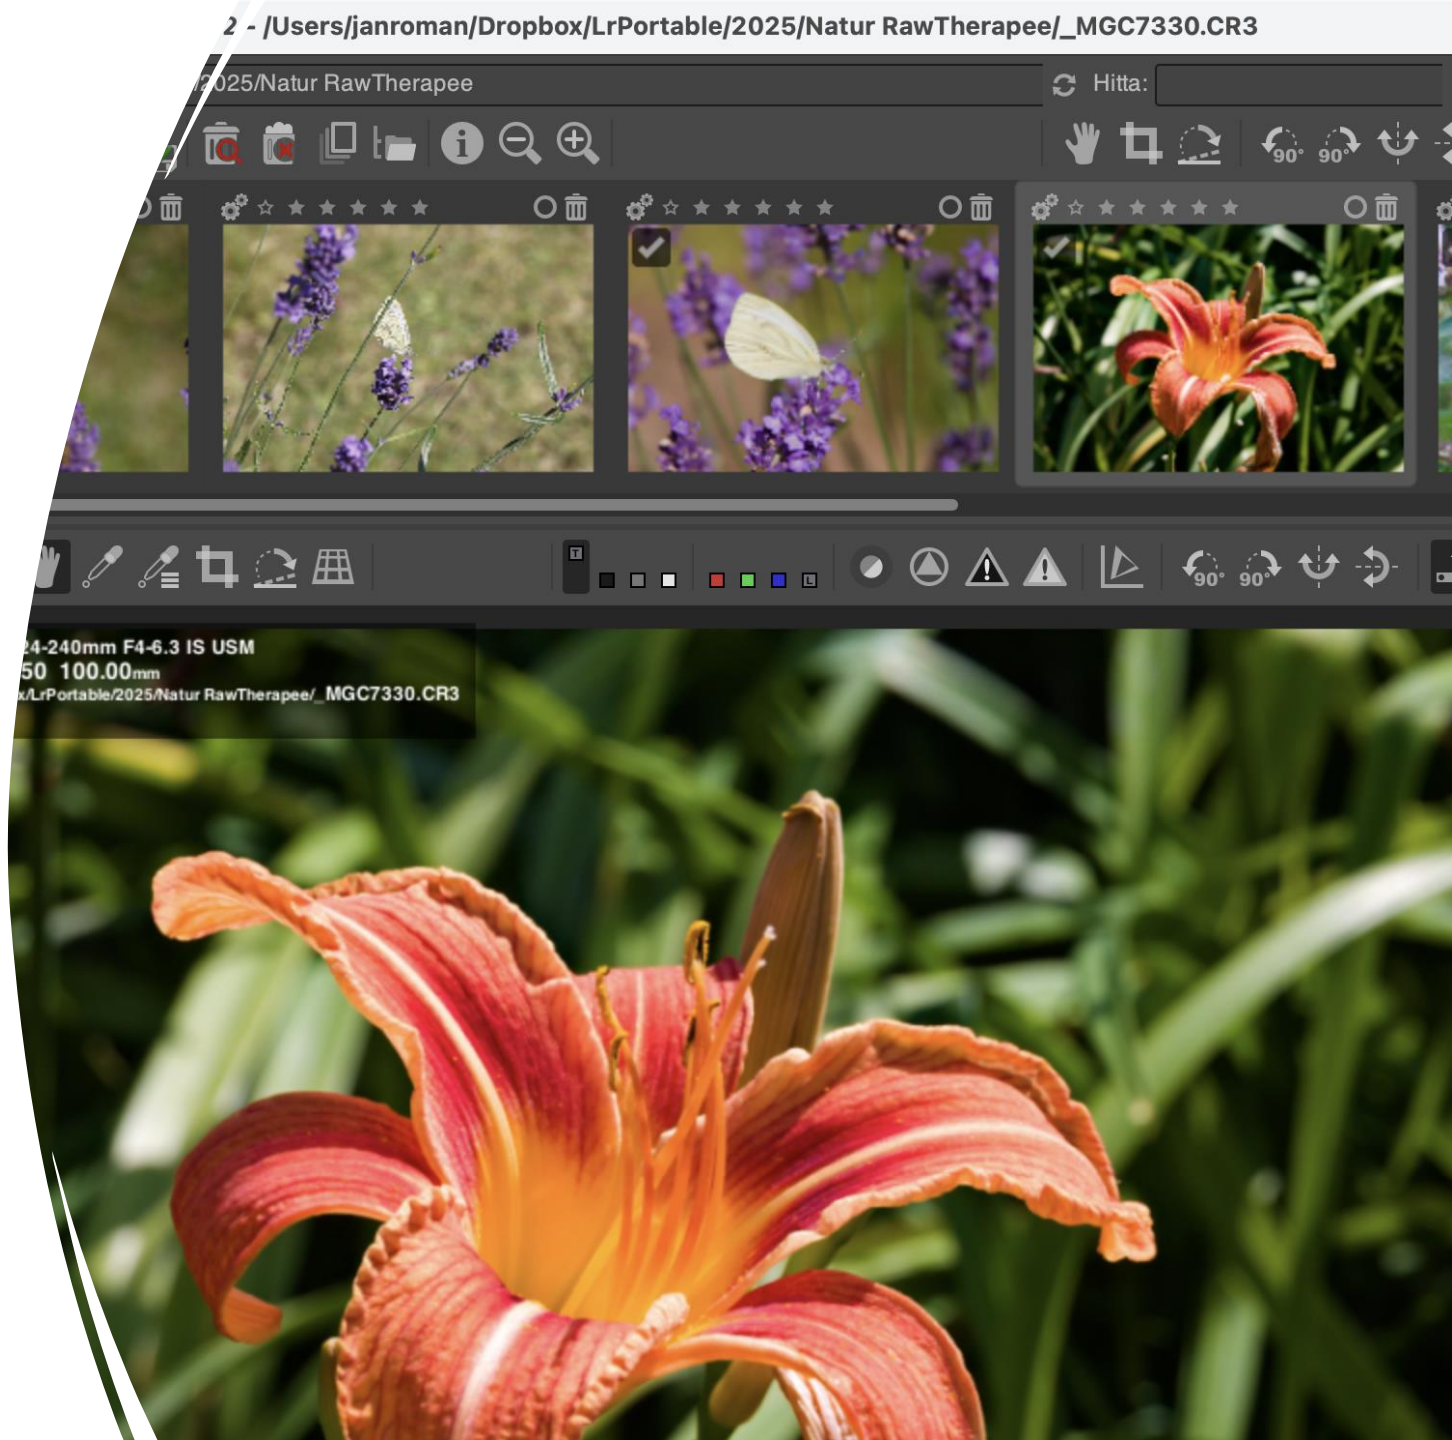 2 - /Users/janroman/Dropbox/LrPortable/2025/Natur RawTherapee/_MGC7330.CR3
/2025/Natur RawTherapee
Hitta:
90° 90°
T
L
90° 90°
24-240mm F4-6.3 IS USM
50 100.00mm
x/LrPortable/2025/Natur RawTherapee/_MGC7330.CR3